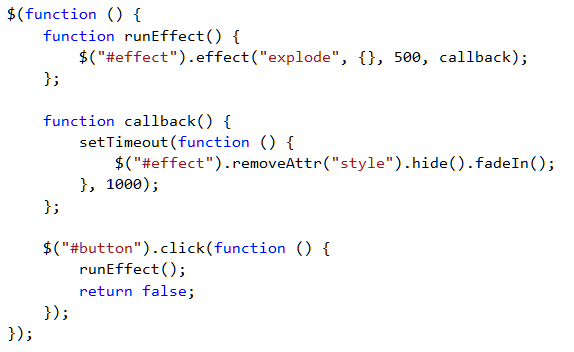 $(function () {
    function runEffect() {
        $("#effect").effect("explode", {}, 500, callback);
    };

    function callback() {
        setTimeout(function () {
            $("#effect").removeAttr("style").hide().fadeIn();
        }, 1000);
    };

    $("#button").click(function () {
        runEffect();
        return false;
    });
});